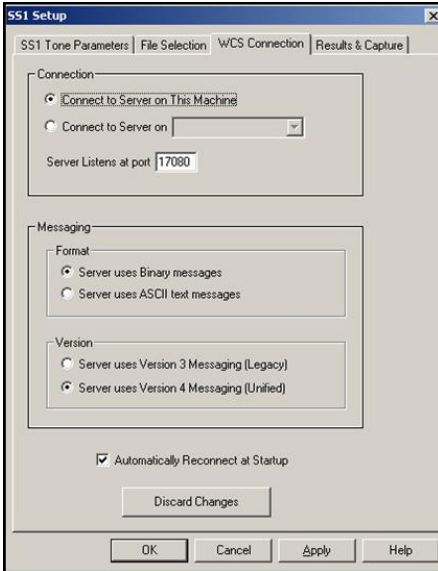 SS1 Setup
SS1 Tone Parameters File Selection WCS Connection Results & Capture
Connection
Connect to Server on This Machine
Connect to Server on
Server Listens at port 17080
Messaging
Format
Server uses Binary messages
Server uses ASCII text messages
Version
Server uses Version 3 Messaging (Legacy)
Server uses Version 4 Messaging (Unified)
Automatically Reconnect at Startup
Discard Changes
OK Cancel Apply Help